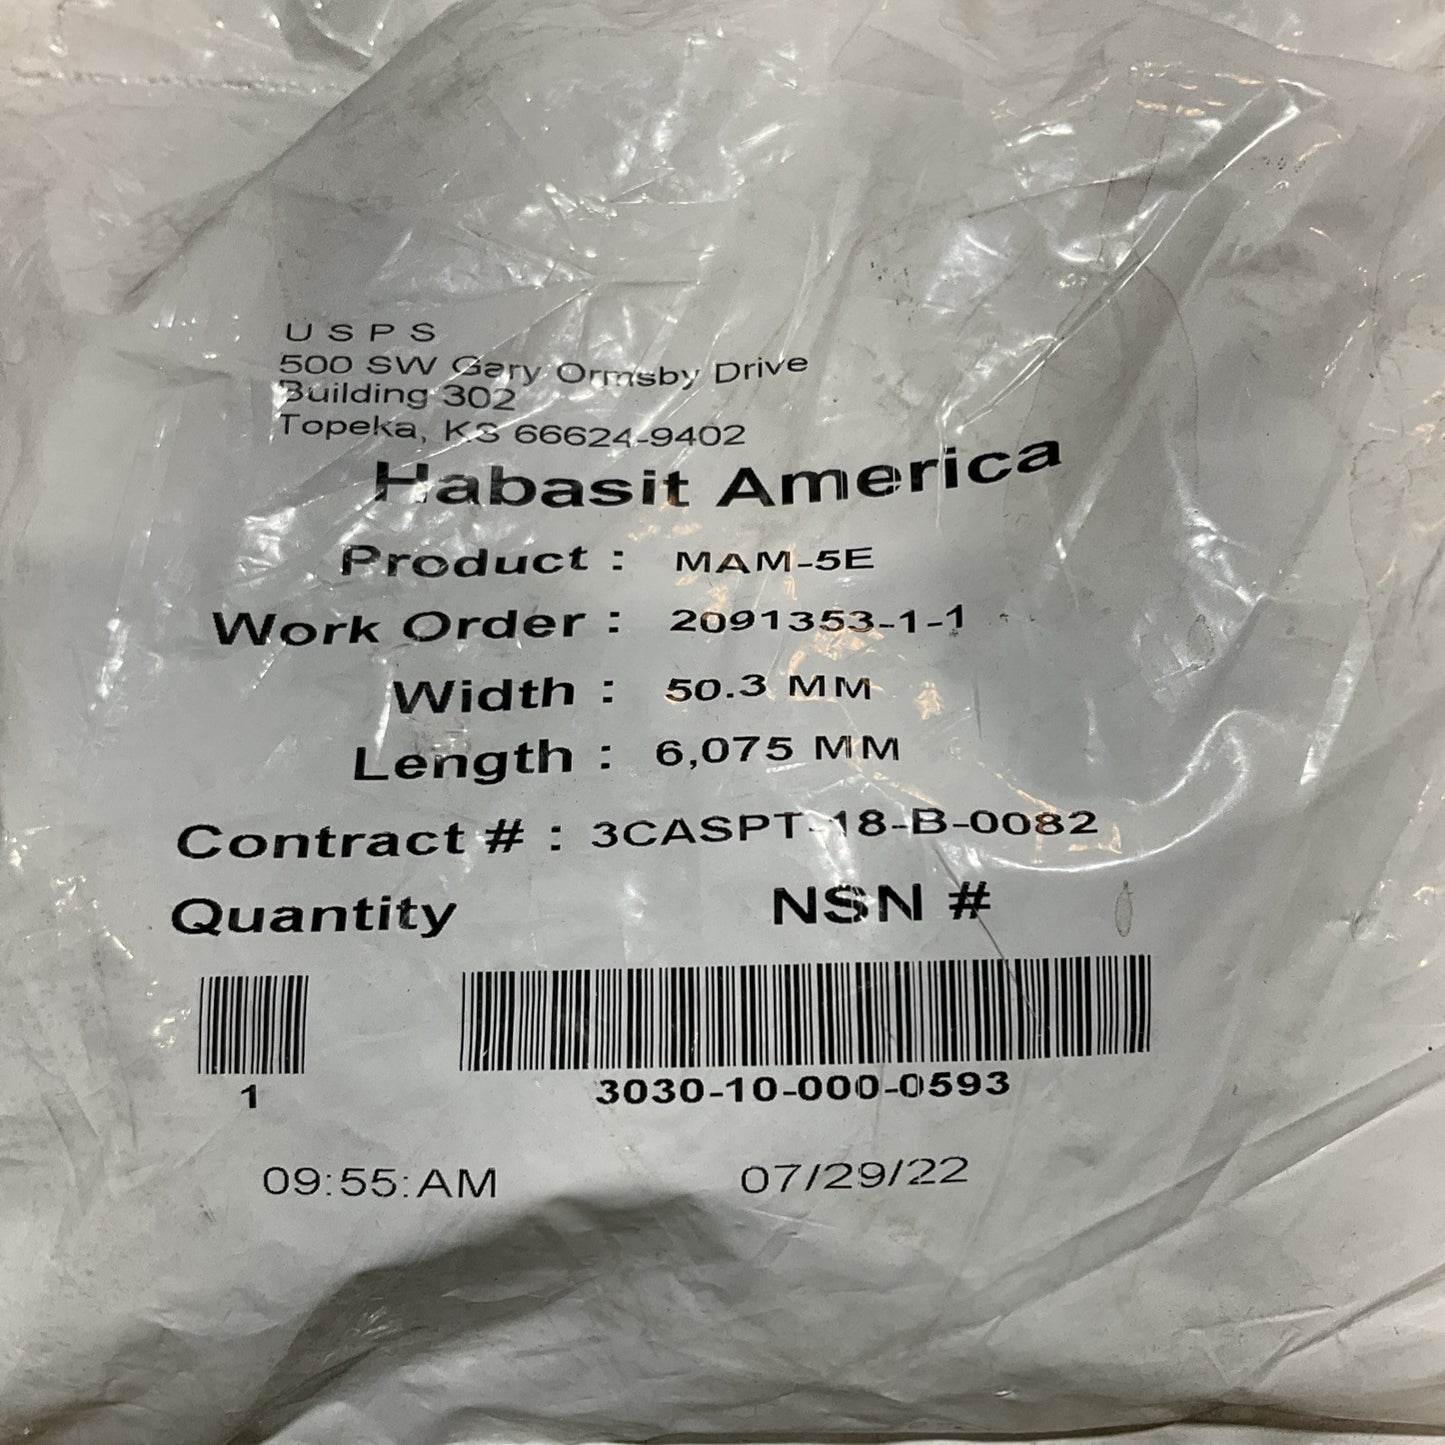 U S P S
500 SW Gary Ormsby Drive
Building 302
Topeka, KS 66624-9402
Habasit America
Product : MAM-5E
Work Order : 2091353-1-1
Width : 50.3 MM
Length : 6,075 MM
Contract # : 3CASPT-18-B-0082
Quantity NSN #
1 3030-10-000-0593
09:55:AM 07/29/22